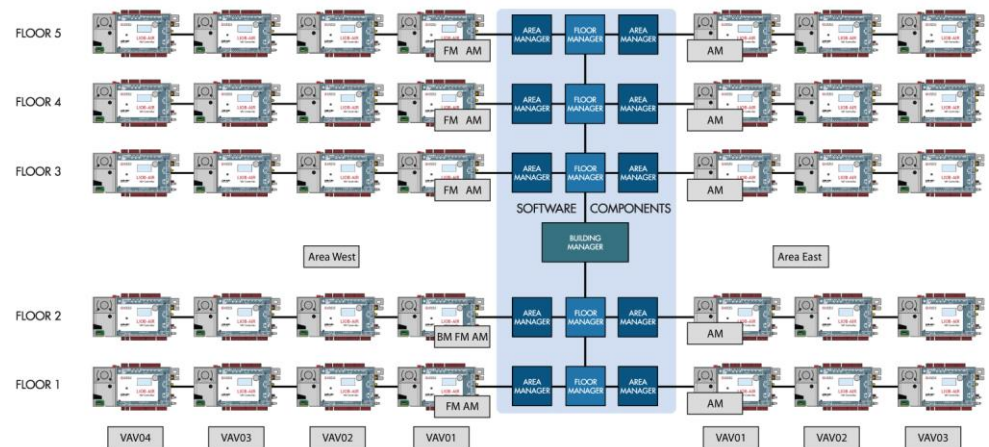 FLOOR 5
FM AM
AREA MANAGER
FLOOR MANAGER
AREA MANAGER
AM
FLOOR 4
FM AM
AREA MANAGER
FLOOR MANAGER
AREA MANAGER
AM
FLOOR 3
FM AM
AREA MANAGER
FLOOR MANAGER
AREA MANAGER
AM
SOFTWARE COMPONENTS
Area West
BUILDING MANAGER
Area East
FLOOR 2
BM FM AM
AREA MANAGER
FLOOR MANAGER
AREA MANAGER
AM
FLOOR 1
FM AM
AREA MANAGER
FLOOR MANAGER
AREA MANAGER
AM
VAV04
VAV03
VAV02
VAV01
VAV01
VAV02
VAV03